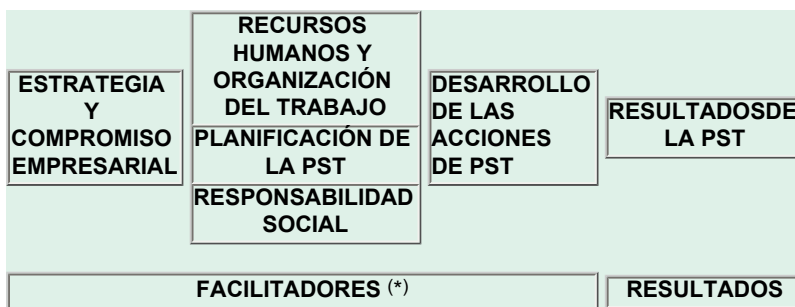 ESTRATEGIA
Y
COMPROMISO
EMPRESARIAL
RECURSOS
HUMANOS Y
ORGANIZACIÓN
DEL TRABAJO
PLANIFICACIÓN DE
LA PST
RESPONSABILIDAD
SOCIAL
DESARROLLO
DE LAS
ACCIONES
DE PST
RESULTADOSDE
LA PST
FACILITADORES (*)
RESULTADOS